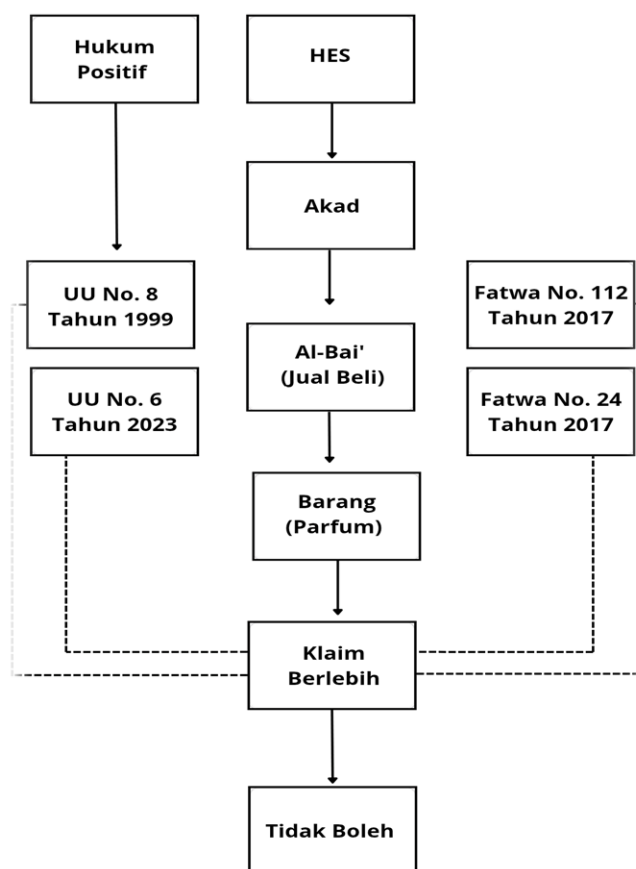 Hukum
Positif
HES
Akad
UU No. 8
Tahun 1999
Fatwa No. 112
Tahun 2017
Al-Bai'
(Jual Beli)
UU No. 6
Tahun 2023
Fatwa No. 24
Tahun 2017
Barang
(Parfum)
Klaim
Berlebih
Tidak Boleh